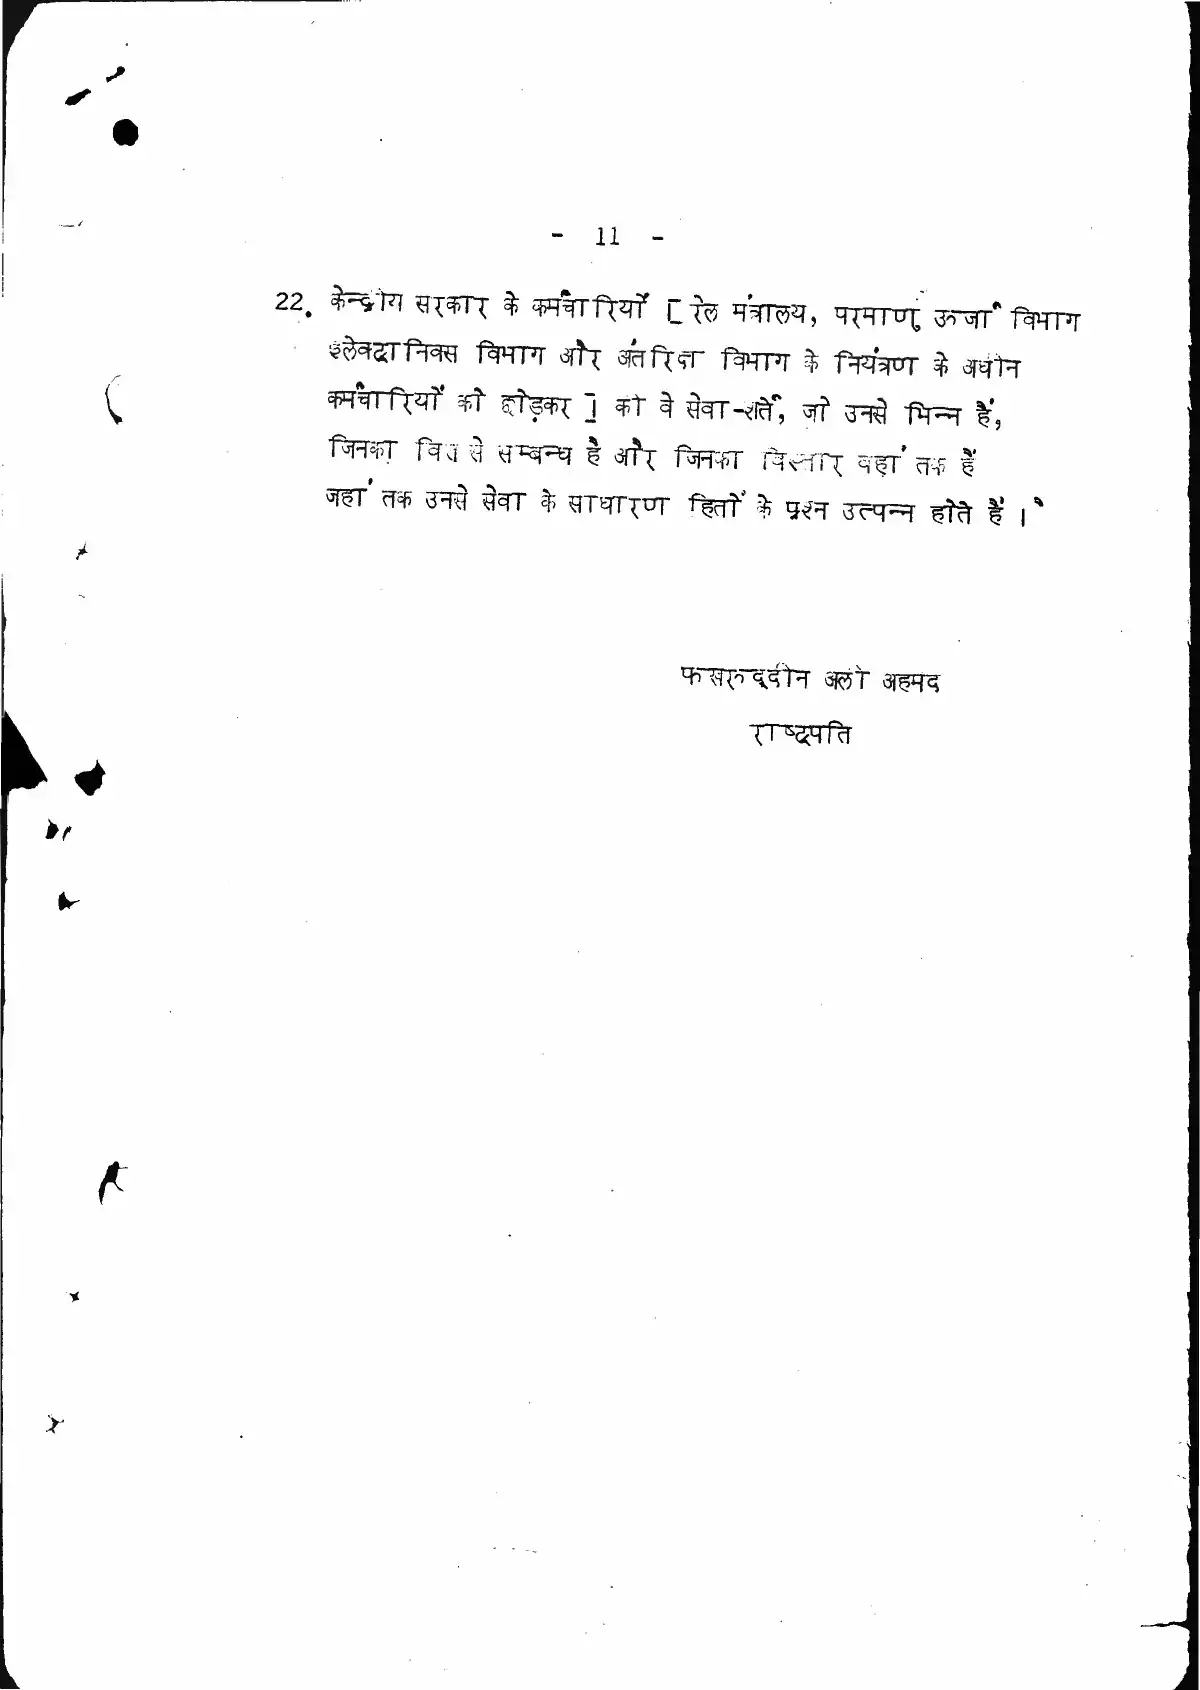 - 11 -
22. केन्द्रीय सरकार के कर्मचारियों [ रेल मंत्रालय, परमाणु ऊर्जा विभाग
इलेक्ट्रानिक्स विभाग और अंतरिक्ष विभाग के नियंत्रण के अधीन
कर्मचारियों को छोड़कर ] की वे सेवा-शर्तें, जो उनसे भिन्न हैं,
जिनका वित्त से सम्बन्ध है और जिनका विस्तार वहां तक है
जहां तक उनसे सेवा के साधारण हितों के प्रश्न उत्पन्न होते हैं ।"
फखरुद्दीन अली अहमद
राष्ट्रपति